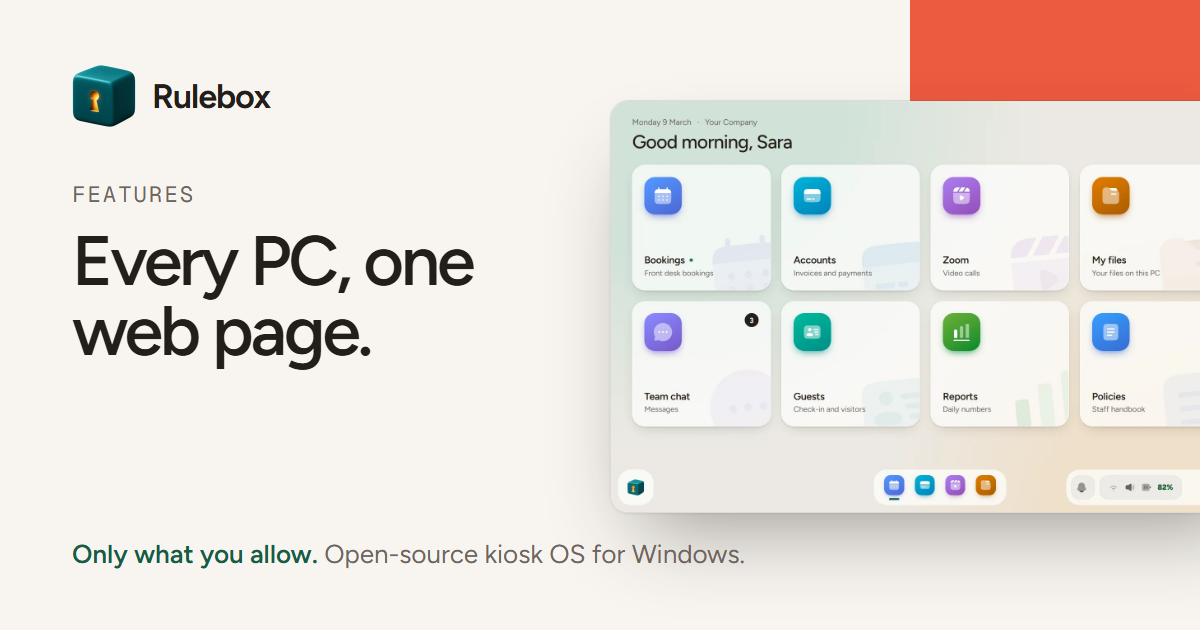 Rulebox
FEATURES
Every PC, one
web page.
Monday 9 March · Your Company
Good morning, Sara
Bookings •
Front desk bookings
Accounts
Invoices and payments
Zoom
Video calls
My files
Your files on this PC
3
Team chat
Messages
Guests
Check-in and visitors
Reports
Daily numbers
Policies
Staff handbook
82%
Only what you allow. Open-source kiosk OS for Windows.